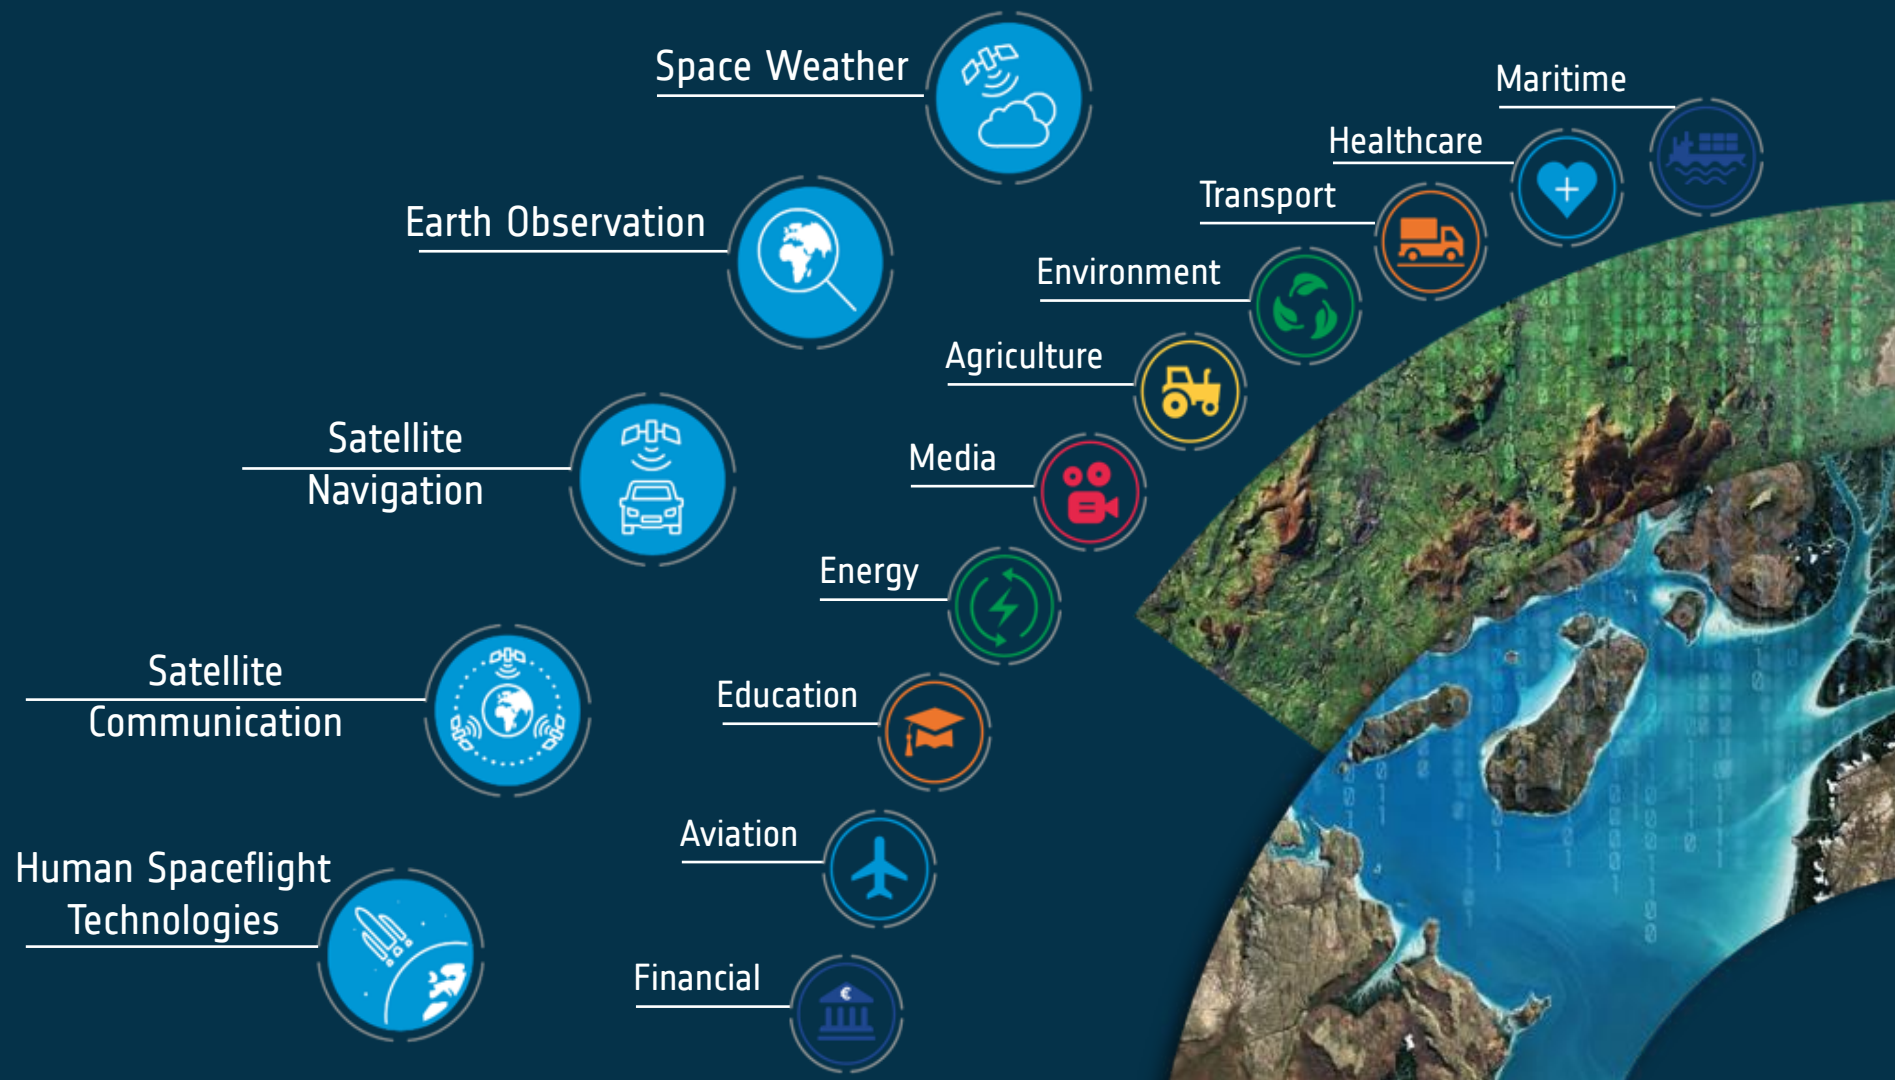 Space Weather
Earth Observation
Satellite
Navigation
Satellite
Communication
Human Spaceflight
Technologies
Maritime
Healthcare
Transport
Environment
Agriculture
Media
Energy
Education
Aviation
Financial
€